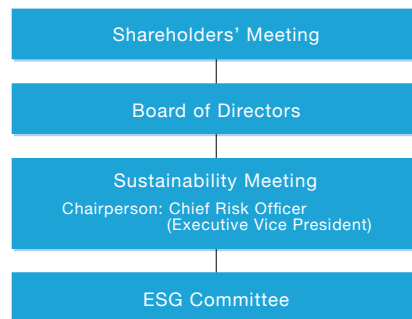 Shareholders’ Meeting
Board of Directors
Sustainability Meeting
Chairperson: Chief Risk Officer
(Executive Vice President)
ESG Committee